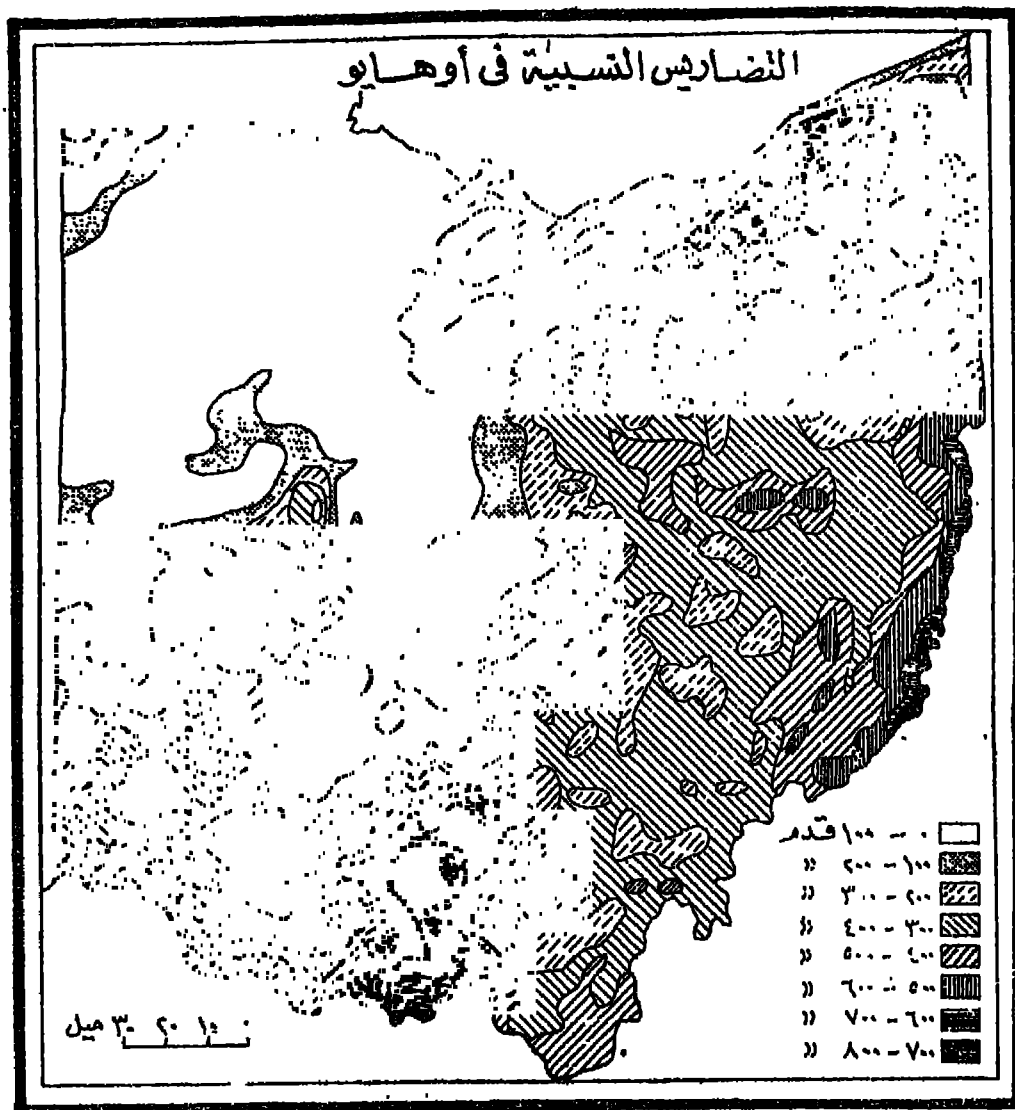 التضاريس النسبية فى أوهايو
A
٠ - ١٠٠ قدم
١٠٠ - ٢٠٠ »
٢٠٠ - ٣٠٠ »
٣٠٠ - ٤٠٠ »
٤٠٠ - ٥٠٠ »
٥٠٠ - ٦٠٠ »
٦٠٠ - ٧٠٠ »
٧٠٠ - ٨٠٠ »
٠ ١٠ ٢٠ ٣٠ ميل